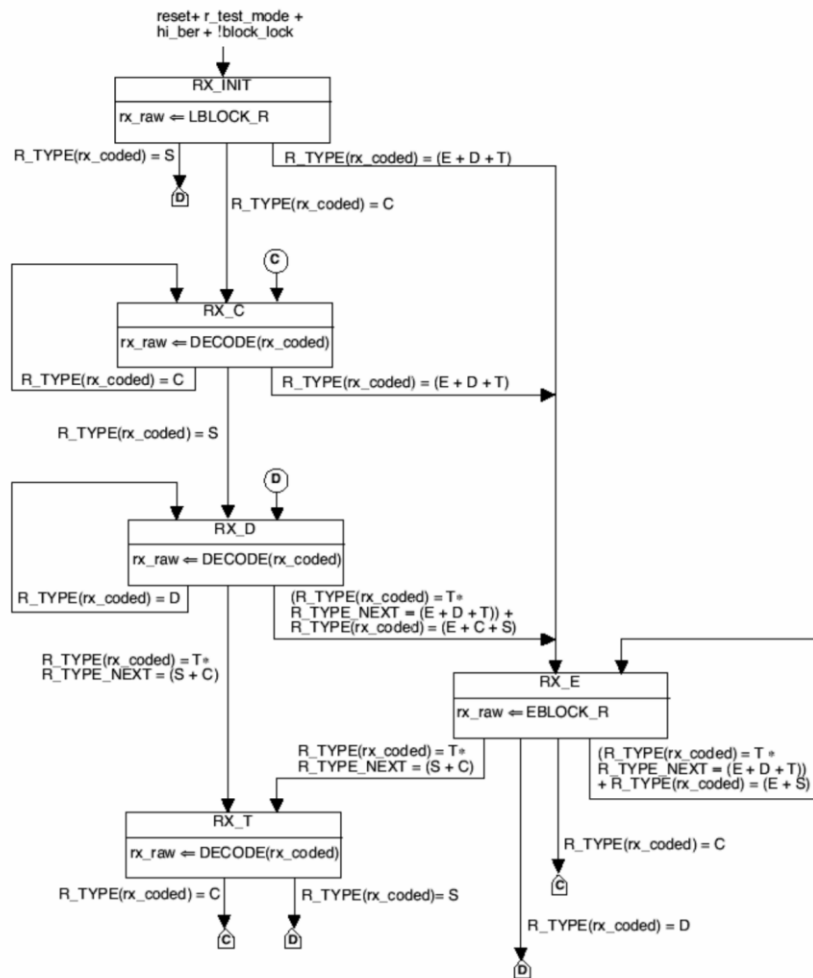 reset+ r_test_mode +
hi_ber + !block_lock
RX_INIT
rx_raw ⇐ LBLOCK_R
R_TYPE(rx_coded) = S
D
R_TYPE(rx_coded) = (E + D + T)
R_TYPE(rx_coded) = C
C
RX_C
rx_raw ⇐ DECODE(rx_coded)
R_TYPE(rx_coded) = C
R_TYPE(rx_coded) = (E + D + T)
R_TYPE(rx_coded) = S
D
RX_D
rx_raw ⇐ DECODE(rx_coded)
R_TYPE(rx_coded) = D
(R_TYPE(rx_coded) = T*
R_TYPE_NEXT = (E + D + T)) +
R_TYPE(rx_coded) = (E + C + S)
R_TYPE(rx_coded) = T*
R_TYPE_NEXT = (S + C)
RX_E
rx_raw ⇐ EBLOCK_R
R_TYPE(rx_coded) = T*
R_TYPE_NEXT = (S + C)
(R_TYPE(rx_coded) = T *
R_TYPE_NEXT = (E + D + T))
+ R_TYPE(rx_coded) = (E + S)
RX_T
rx_raw ⇐ DECODE(rx_coded)
R_TYPE(rx_coded) = C
C
R_TYPE(rx_coded)= S
D
R_TYPE(rx_coded) = C
C
R_TYPE(rx_coded) = D
D